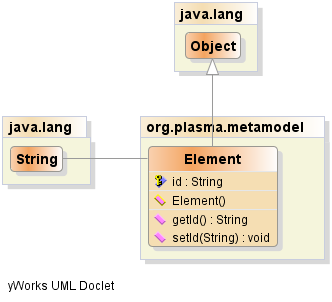 java.lang
Object
java.lang
String
org.plasma.metamodel
Element
id : String
Element()
getId() : String
setId(String) : void
yWorks UML Doclet